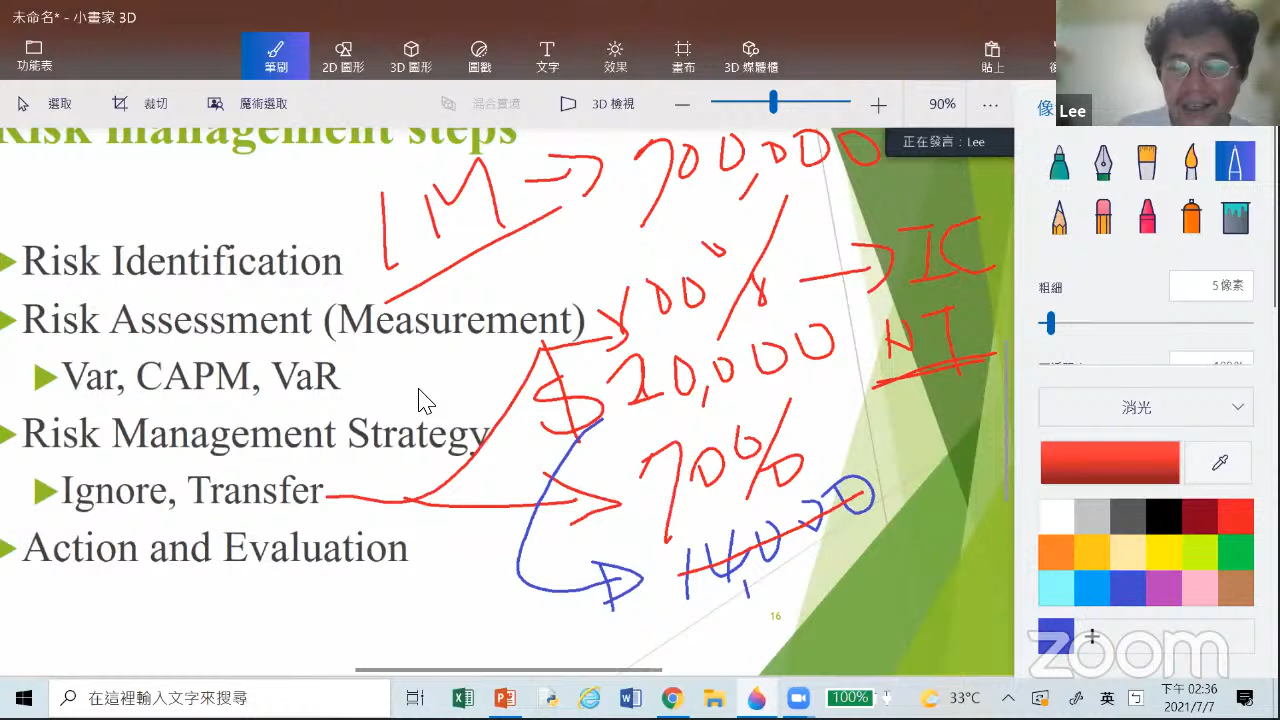 未命名* - 小畫家 3D
功能表
筆刷
2D 圖形
3D 圖形
圖戳
文字
效果
畫布
3D 媒體櫃
貼上
選取
裁切
魔術選取
混合實境
3D 檢視
90%
Lee
正在發言: Lee
Risk management steps
1M → 700,000
Risk Identification
100% → IC
Risk Assessment (Measurement)
$ 20,000 NI
Var, CAPM, VaR
Risk Management Strategy
70%
Ignore, Transfer
14,000
Action and Evaluation
16
粗細
5像素
消光
zoom
在這裡輸入文字來搜尋
100%
33°C
英
下午 02:36
2021/7/7